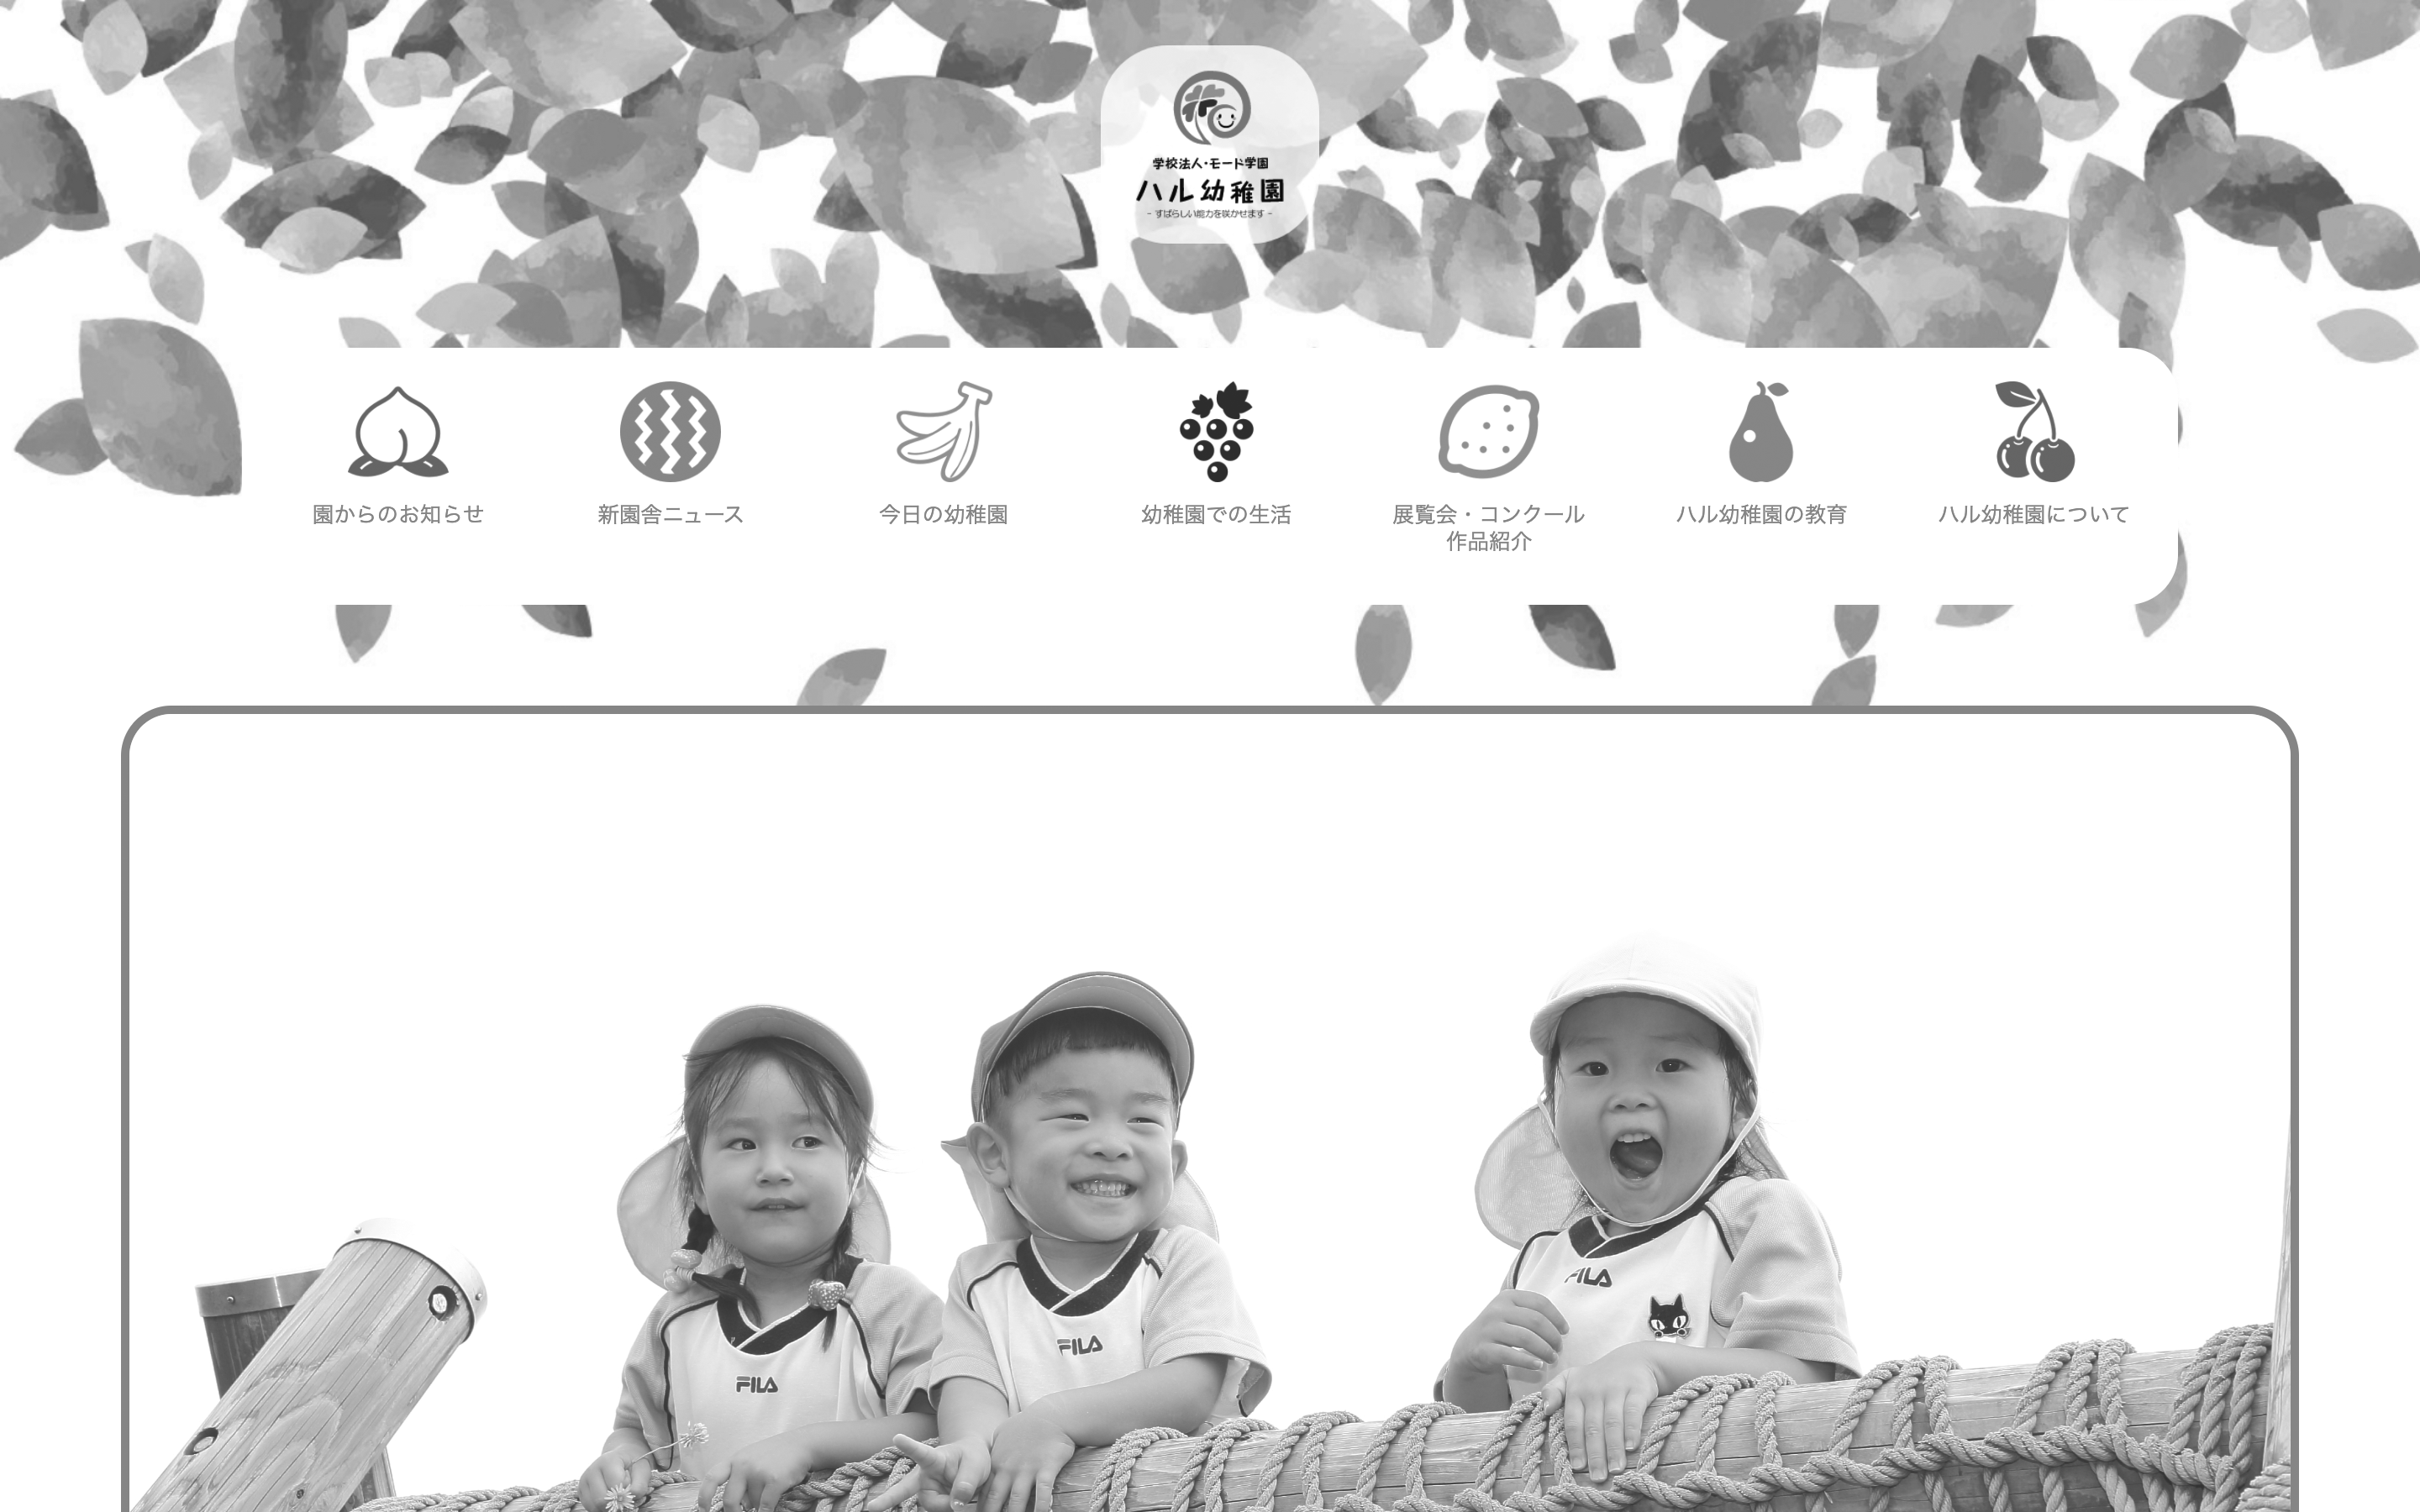 学校法人・モード学園
ハル幼稚園
- すばらしい能力を咲かせます -
園からのお知らせ
新園舎ニュース
今日の幼稚園
幼稚園での生活
展覧会・コンクール
作品紹介
ハル幼稚園の教育
ハル幼稚園について
FILA
FILA
FILA